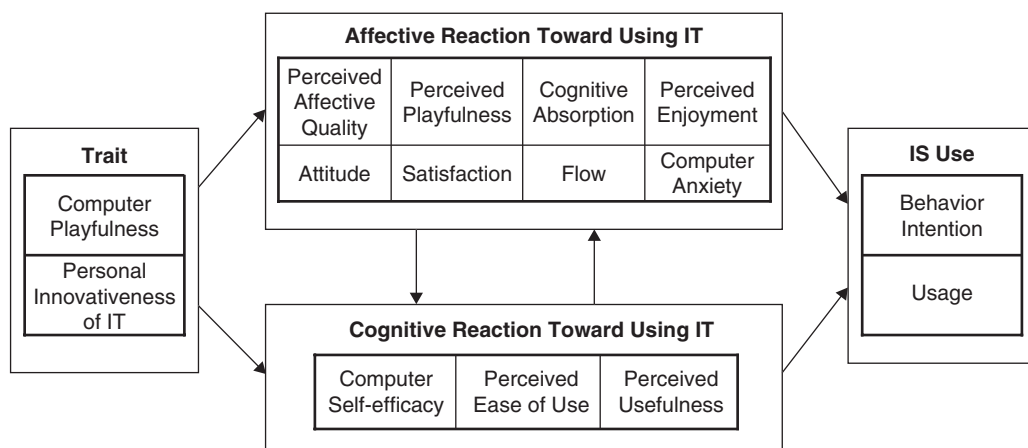 Affective Reaction Toward Using IT
Perceived
Affective
Quality
Perceived
Playfulness
Cognitive
Absorption
Perceived
Enjoyment
Attitude
Satisfaction
Flow
Computer
Anxiety
Trait
Computer
Playfulness
Personal
Innovativeness
of IT
IS Use
Behavior
Intention
Usage
Cognitive Reaction Toward Using IT
Computer
Self-efficacy
Perceived
Ease of Use
Perceived
Usefulness